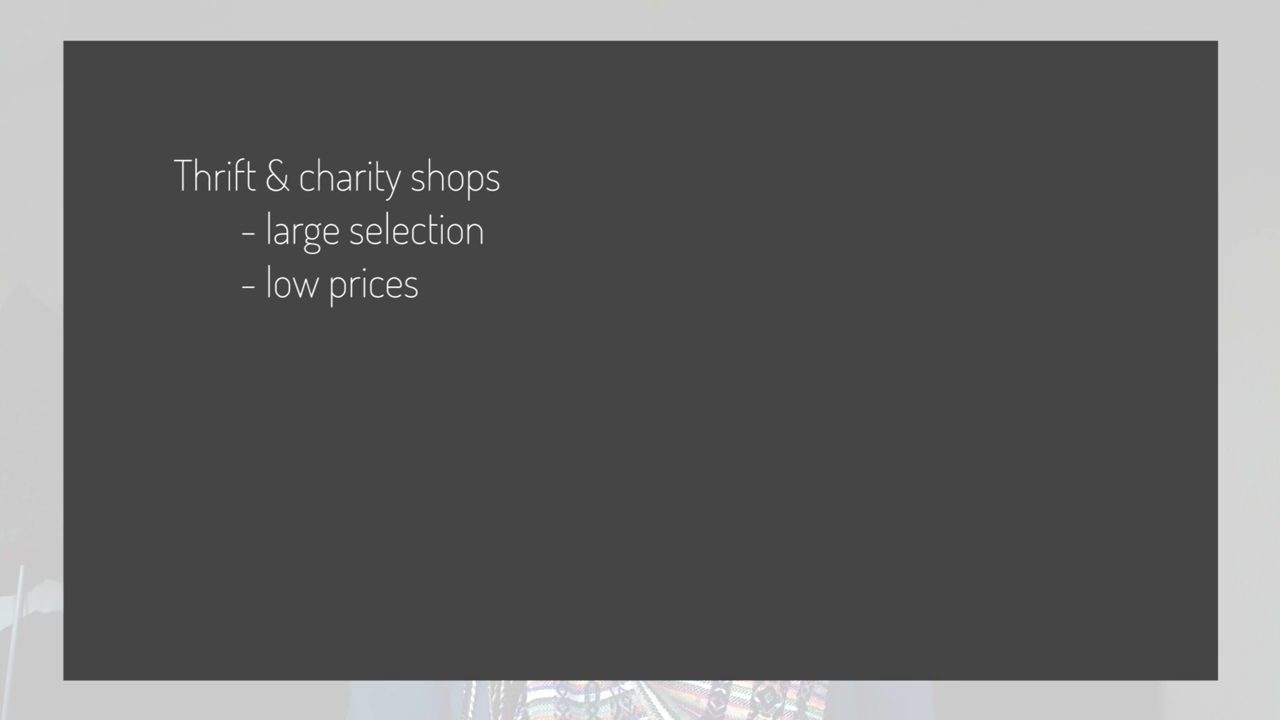 Thrift & charity shops
- large selection
- low prices